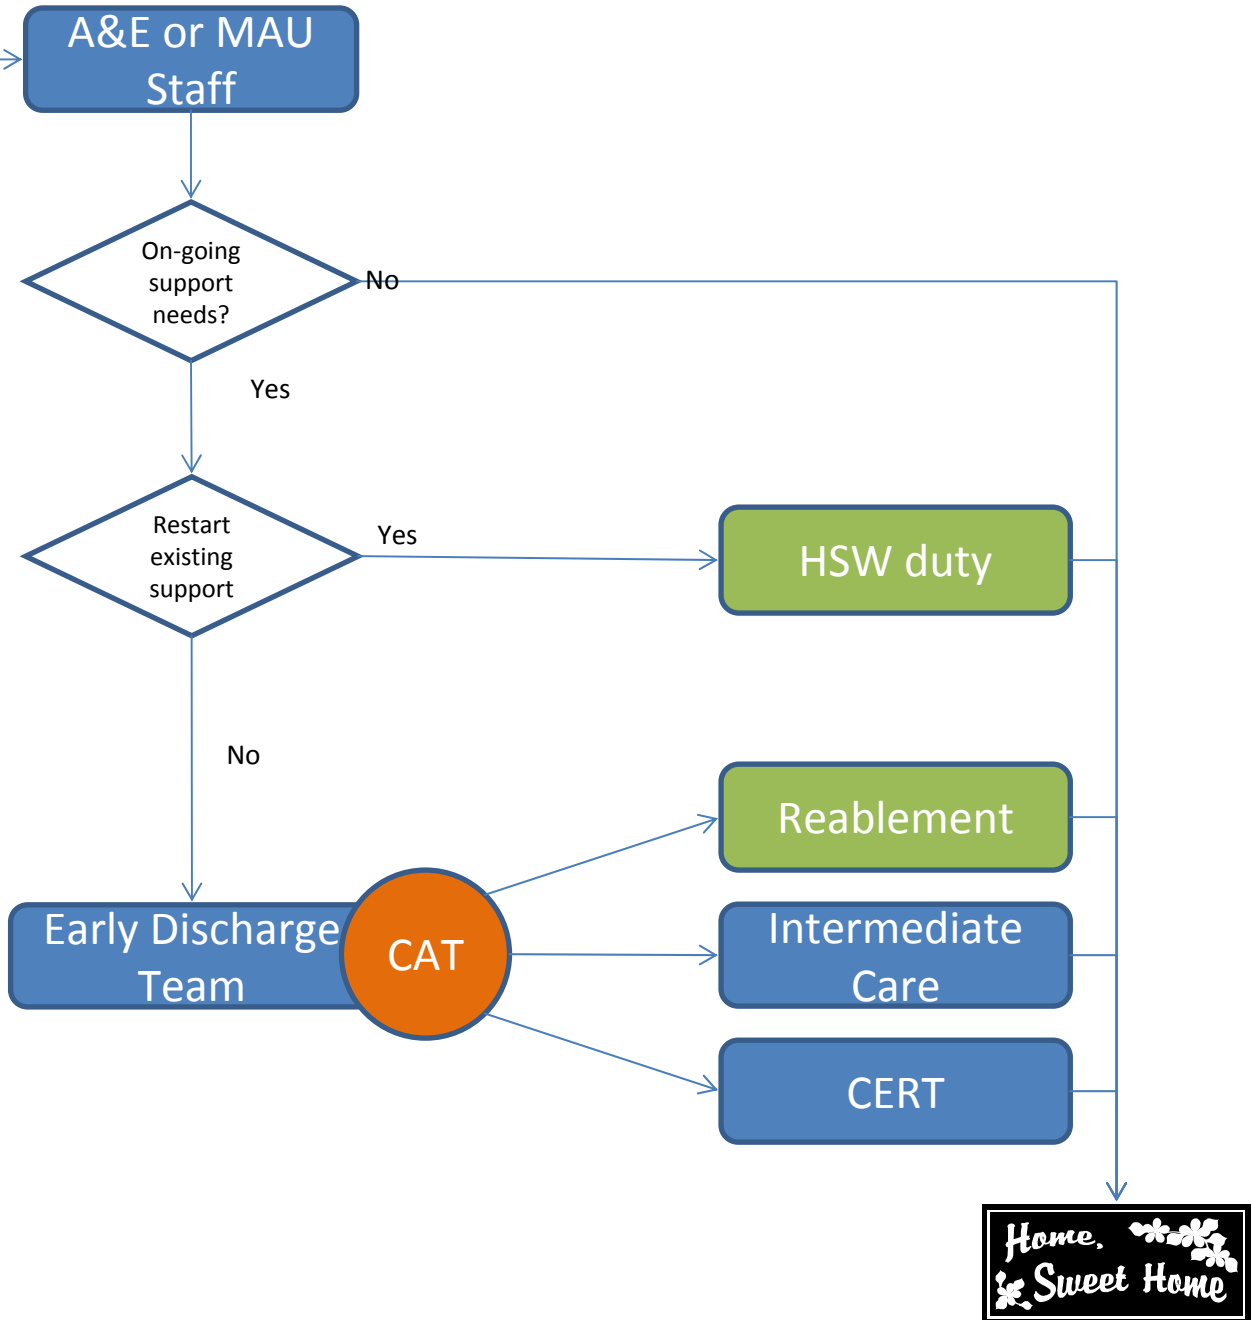 A&E or MAU
Staff
On-going
support
needs?
No
Yes
Restart
existing
support
Yes
HSW duty
No
Reablement
Early Discharge
Team
CAT
Intermediate
Care
CERT
Home,
Sweet Home